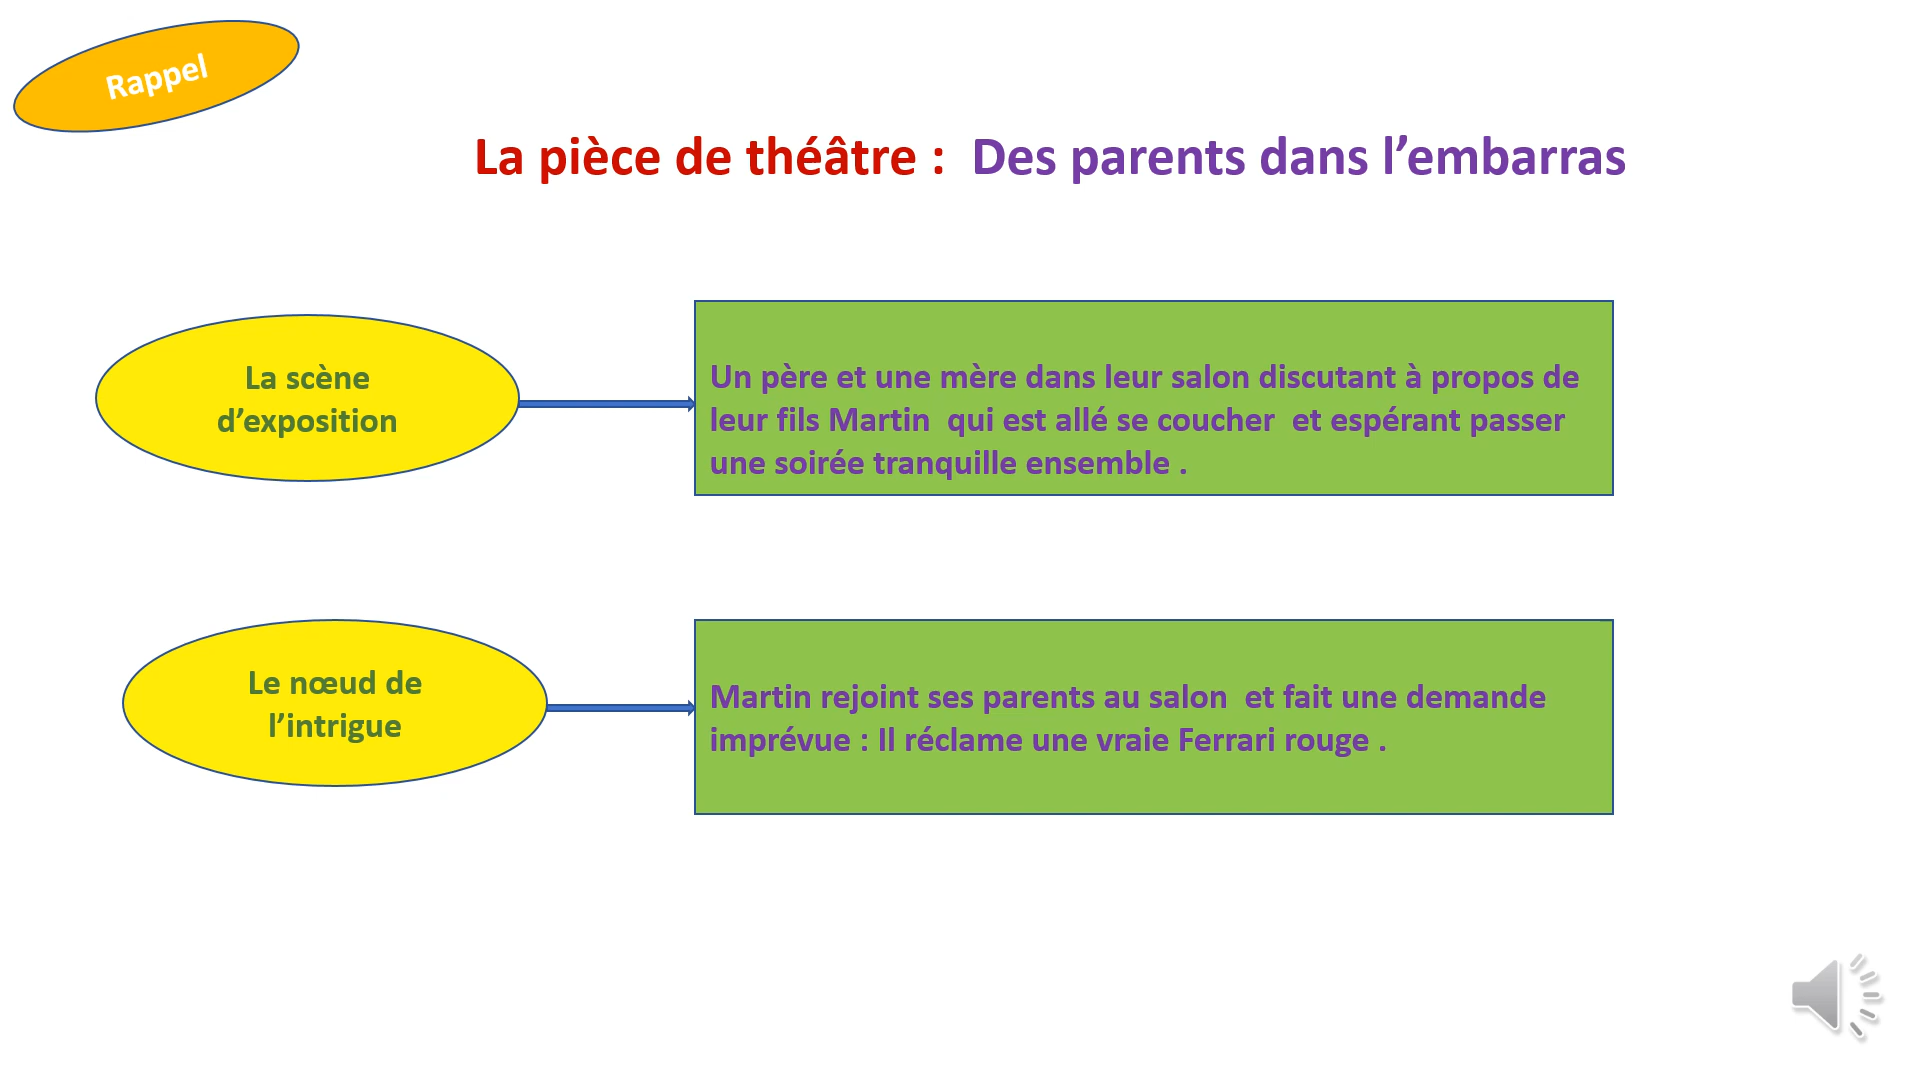 Rappel
La pièce de théâtre :  Des parents dans l’embarras
La scène
d’exposition
Un père et une mère dans leur salon discutant à propos de
leur fils Martin  qui est allé se coucher  et espérant passer
une soirée tranquille ensemble .
Le nœud de
l’intrigue
Martin rejoint ses parents au salon  et fait une demande
imprévue : Il réclame une vraie Ferrari rouge .